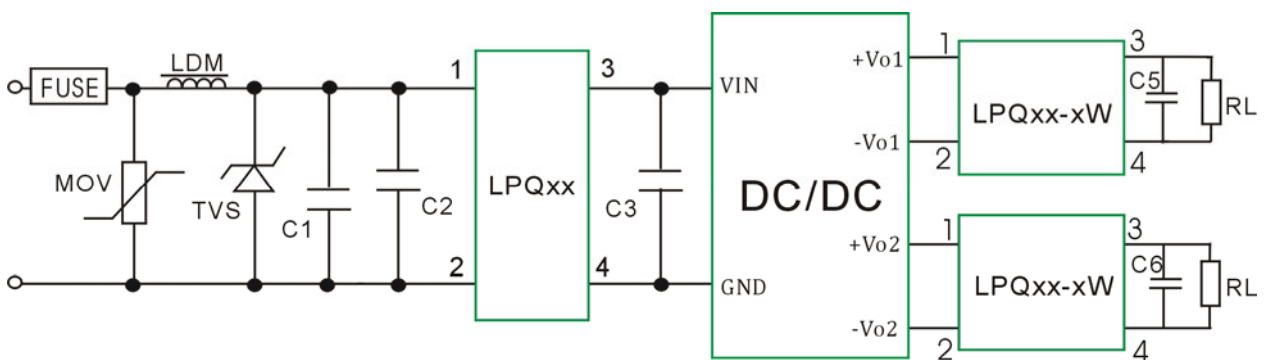 FUSE
LDM
MOV
TVS
C1
C2
1
2
LPQxx
3
4
C3
VIN
GND
DC/DC
+Vo1
-Vo1
+Vo2
-Vo2
1
2
LPQxx-xW
3
4
C5
RL
1
2
LPQxx-xW
3
4
C6
RL